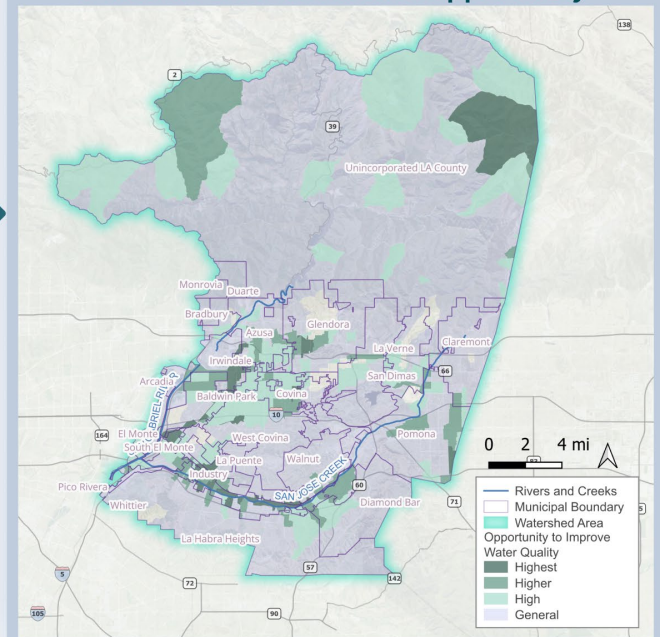 138
2
39
Unincorporated LA County
Monrovia
Duarte
Bradbury
Azusa
Glendora
La Verne
Claremont
Irwindale
66
San Dimas
Arcadia
BRIEL RIVER
Baldwin Park
Covina
10
164
El Monte
West Covina
Pomona
South El Monte
La Puente
Walnut
0 2 4 mi
Industry
SAN JOSE CREEK
60
Pico Rivera
Whittier
Diamond Bar
71
La Habra Heights
5
57
72
142
90
105
Rivers and Creeks
Municipal Boundary
Watershed Area
Opportunity to Improve
Water Quality
Highest
Higher
High
General